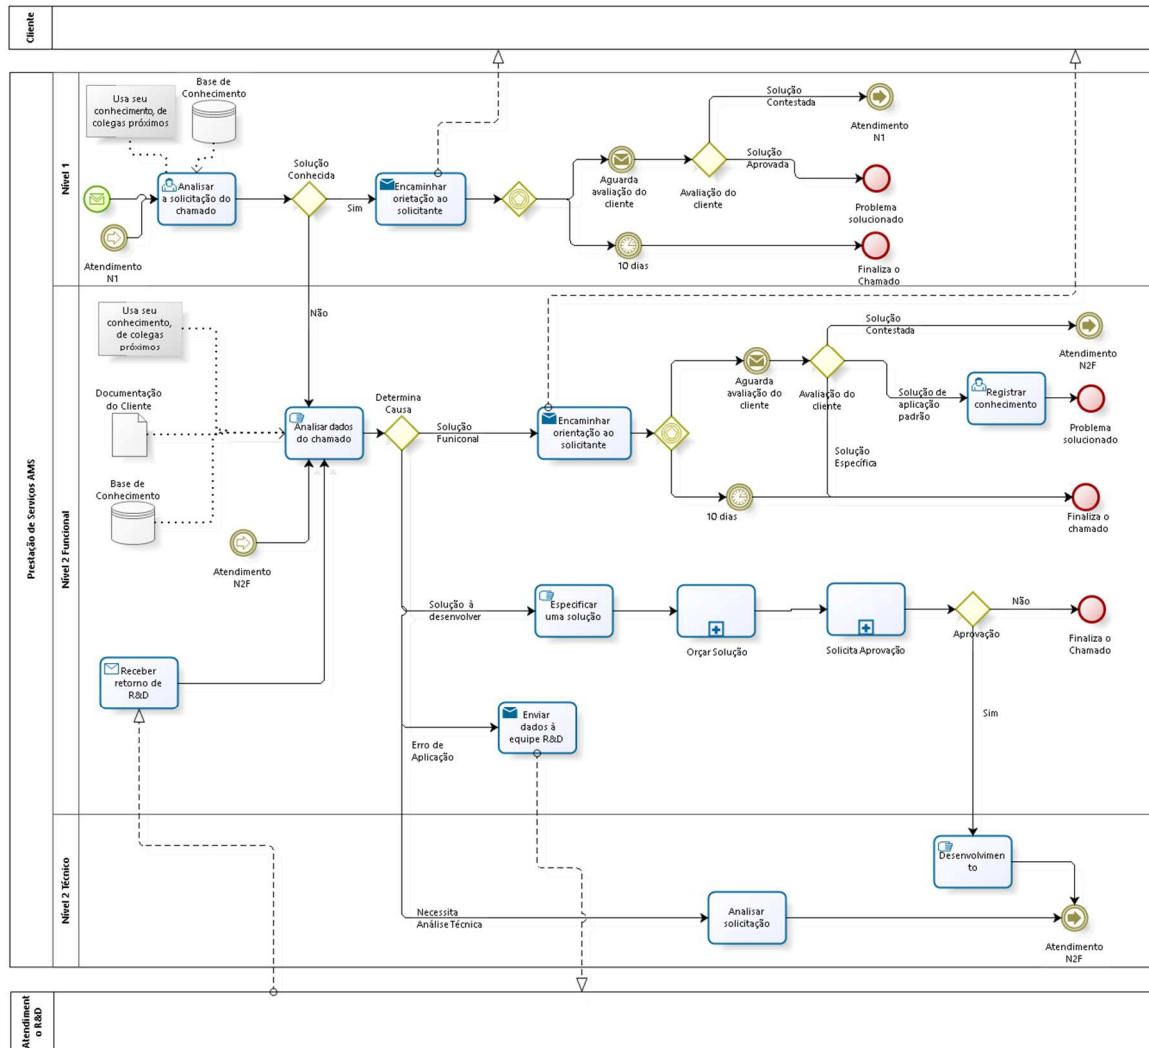 Cliente
Prestação de Serviços AMS
Nível 1
Usa seu
conhecimento, de
colegas próximos
Base de
Conhecimento
Analisar
a solicitação do
chamado
Atendimento
N1
Solução
Conhecida
Sim
Não
Encaminhar
orietação ao
solicitante
Aguarda
avaliação do
cliente
10 dias
Avaliação do
cliente
Solução
Contestada
Solução
Aprovada
Atendimento
N1
Problema
solucionado
Finaliza o
Chamado
Nível 2 Funcional
Usa seu
conhecimento,
de colegas
próximos
Documentação
do Cliente
Base de
Conhecimento
Analisar dados
do chamado
Atendimento
N2F
Receber
retorno de
R&D
Determina
Causa
Solução
Funiconal
Encaminhar
orientação ao
solicitante
Aguarda
avaliação do
cliente
10 dias
Avaliação do
cliente
Solução
Contestada
Solução de
aplicação
padrão
Solução
Específica
Registrar
conhecimento
Atendimento
N2F
Problema
solucionado
Finaliza o
chamado
Solução à
desenvolver
Especificar
uma solução
Orçar Solução
Solicita Aprovação
Aprovação
Não
Finaliza o
Chamado
Sim
Erro de
Aplicação
Enviar
dados à
equipe R&D
Nível 2 Técnico
Necessita
Análise Técnica
Analisar
solicitação
Desenvolvime
nto
Atendimento
N2F
Atendiment
o R&D